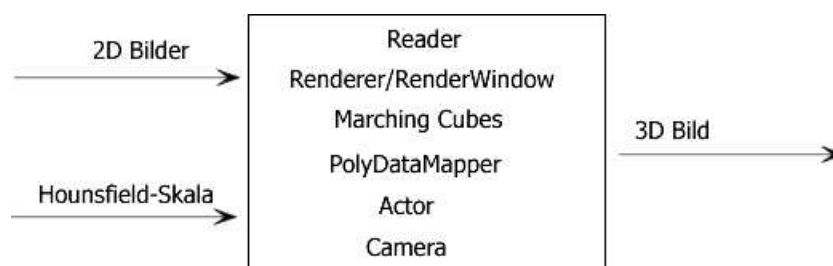 2D Bilder
Hounsfield-Skala
Reader
Renderer/RenderWindow
Marching Cubes
PolyDataMapper
Actor
Camera
3D Bild